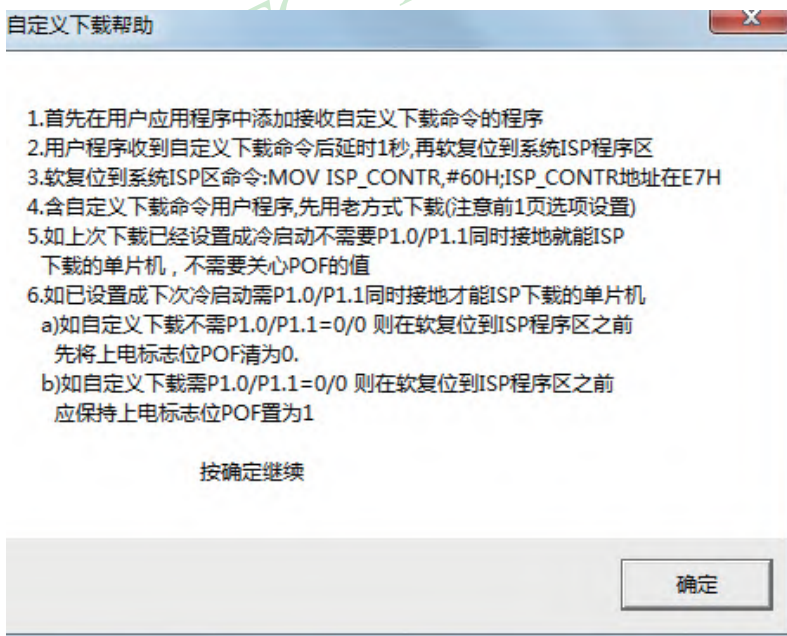 自定义下载帮助
1.首先在用户应用程序中添加接收自定义下载命令的程序
2.用户程序收到自定义下载命令后延时1秒,再软复位到系统ISP程序区
3.软复位到系统ISP区命令:MOV ISP_CONTR,#60H;ISP_CONTR地址在E7H
4.含自定义下载命令用户程序,先用老方式下载(注意前1页选项设置)
5.如上次下载已经设置成冷启动不需要P1.0/P1.1同时接地就能ISP
下载的单片机，不需要关心POF的值
6.如已设置成下次冷启动需P1.0/P1.1同时接地才能ISP下载的单片机
a)如自定义下载不需P1.0/P1.1=0/0 则在软复位到ISP程序区之前
先将上电标志位POF清为0.
b)如自定义下载需P1.0/P1.1=0/0 则在软复位到ISP程序区之前
应保持上电标志位POF置为1
按确定继续
确定